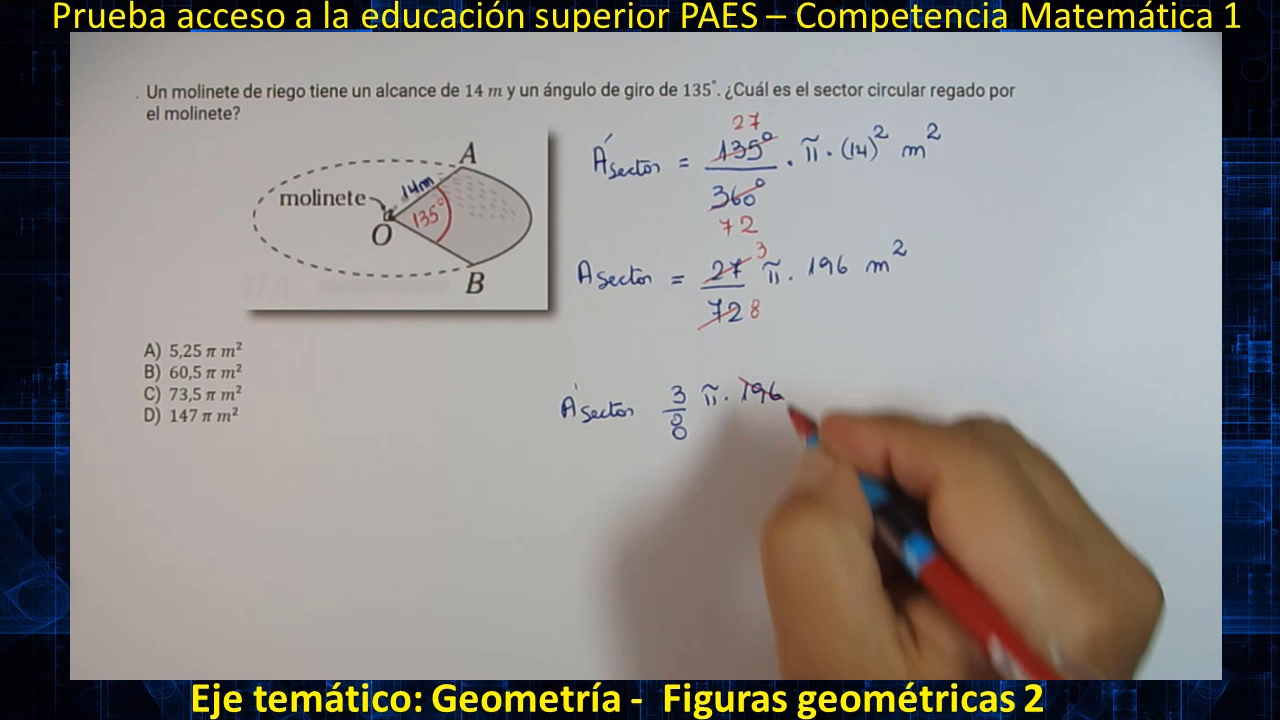 Prueba acceso a la educación superior PAES – Competencia Matemática 1
Un molinete de riego tiene un alcance de 14 m y un ángulo de giro de 135°. ¿Cuál es el sector circular regado por
el molinete?
A
14m
molinete
135°
O
B
A) 5,25 π m²
B) 60,5 π m²
C) 73,5 π m²
D) 147 π m²
27
Á sector = 135° / 360° . π . (14)² m²
72
A sector = 27 / 72 π . 196 m²
3
8
Á sector 3 / 8 π . 196
Eje temático: Geometría - Figuras geométricas 2